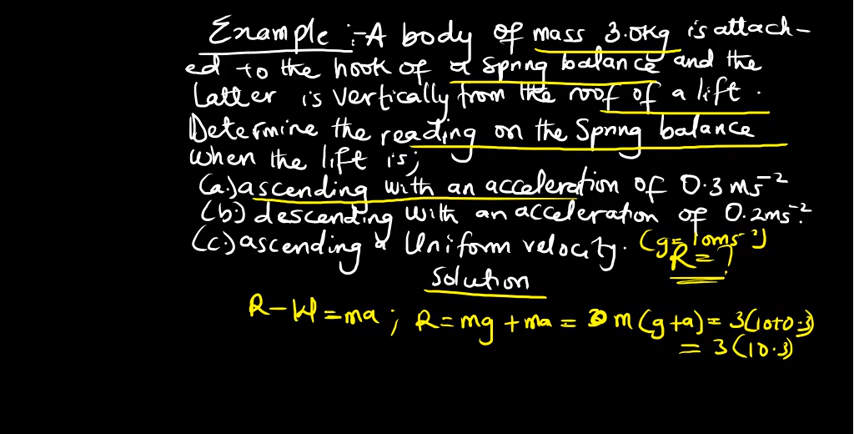 Example :- A body of mass 3.0kg is attach-
ed to the hook of a spring balance and the
Latter is vertically from the roof of a lift.
Determine the reading on the Spring balance
when the lift is;
(a.) ascending with an acceleration of 0.3ms⁻²
(b.) descending with an acceleration of 0.2ms⁻²
(c.) ascending a Uniform velocity. (g=10ms⁻²)
R=?
Solution
R-W=ma; R=mg+ma= m(g+a)=3(10+0.3)
=3(10.3)